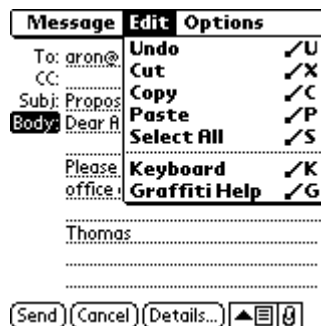 Message Edit Options
To: aron@
CC:
Subj: Propos
Body: Dear A
Undo ✓U
Cut ✓X
Copy ✓C
Paste ✓P
Select All ✓S
Keyboard ✓K
Graffiti Help ✓G
Please
office
Thomas
Send Cancel Details...